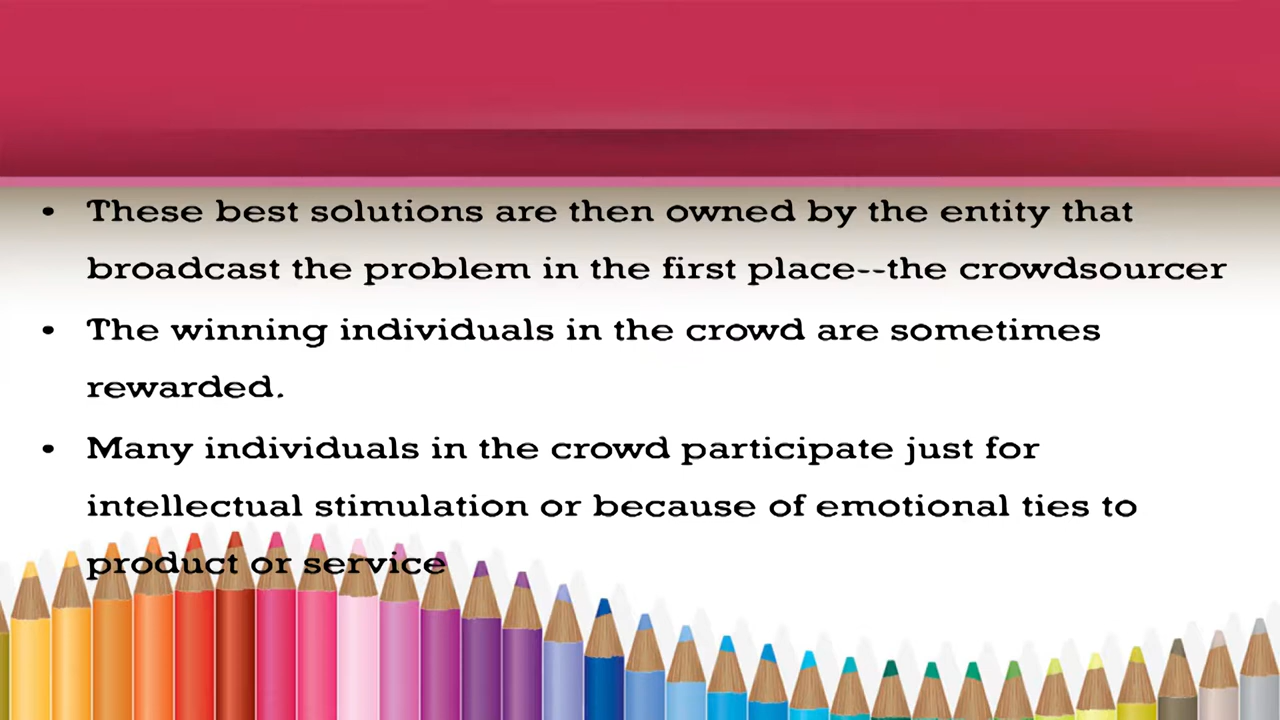 • These best solutions are then owned by the entity that
broadcast the problem in the first place--the crowdsourcer
• The winning individuals in the crowd are sometimes
rewarded.
• Many individuals in the crowd participate just for
intellectual stimulation or because of emotional ties to
product or service